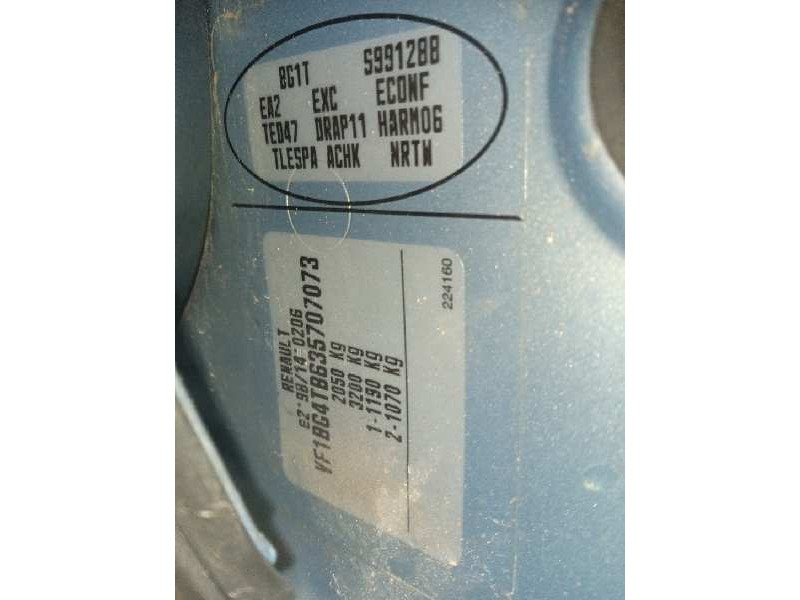 BG1T S991288
EA2 EXC ECONF
TED47 DRAP11 HARM06
TLESPA ACHK NRTW
RENAULT
E2*98/14*0206
VF1BG4TB635707073
2050 Kg
3200 Kg
1-1190 Kg
2-1070 Kg
224160